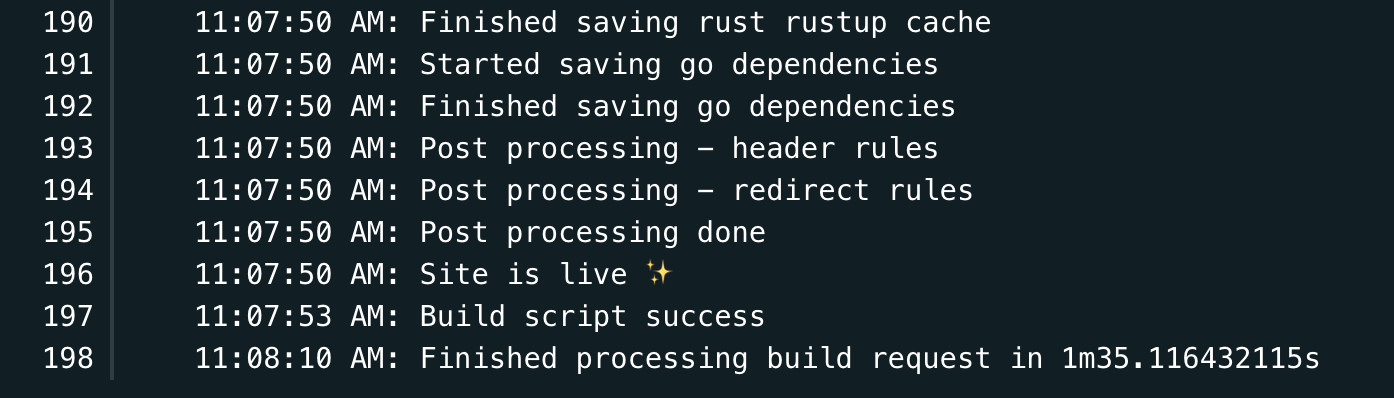 190 11:07:50 AM: Finished saving rust rustup cache
191 11:07:50 AM: Started saving go dependencies
192 11:07:50 AM: Finished saving go dependencies
193 11:07:50 AM: Post processing – header rules
194 11:07:50 AM: Post processing – redirect rules
195 11:07:50 AM: Post processing done
196 11:07:50 AM: Site is live ✨
197 11:07:53 AM: Build script success
198 11:08:10 AM: Finished processing build request in 1m35.116432115s